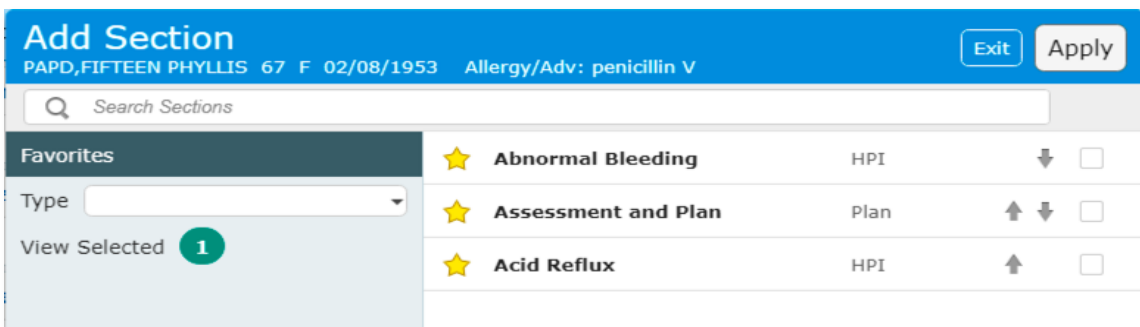 Add Section
PAPD,FIFTEEN PHYLLIS 67 F 02/08/1953 Allergy/Adv: penicillin V
Exit
Apply
Search Sections
Favorites
Type
View Selected 1
Abnormal Bleeding HPI
Assessment and Plan Plan
Acid Reflux HPI